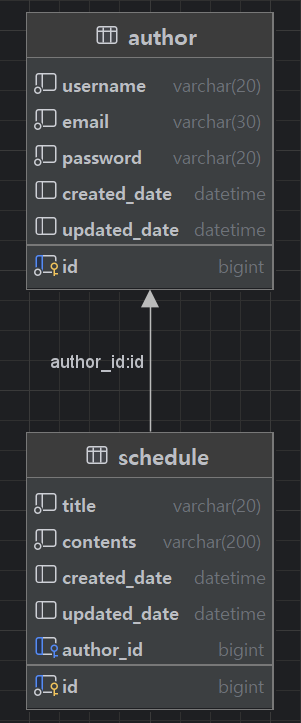 author
username varchar(20)
email varchar(30)
password varchar(20)
created_date datetime
updated_date datetime
id bigint
author_id:id
schedule
title varchar(20)
contents varchar(200)
created_date datetime
updated_date datetime
author_id bigint
id bigint